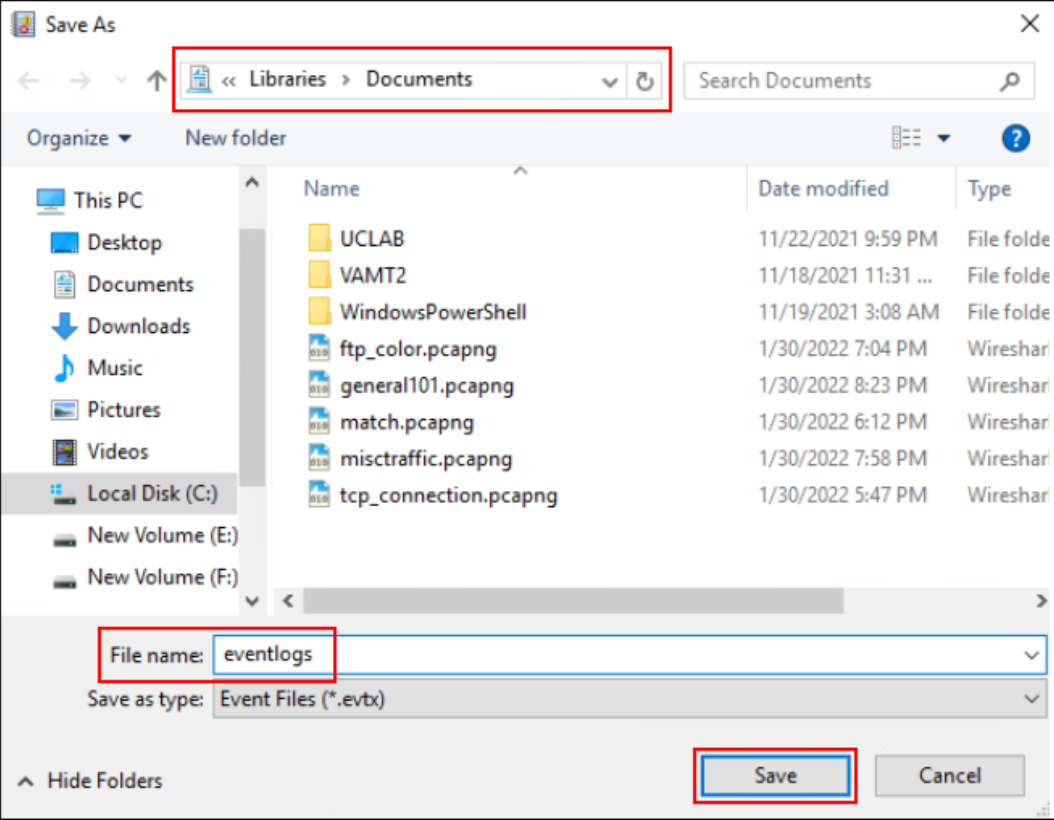 Save As
« Libraries › Documents
Search Documents
Organize
New folder
?
Name Date modified Type
This PC
Desktop
Documents
Downloads
Music
Pictures
Videos
Local Disk (C:)
New Volume (E:)
New Volume (F:)
UCLAB 11/22/2021 9:59 PM File folde
VAMT2 11/18/2021 11:31 ... File folde
WindowsPowerShell 11/19/2021 3:08 AM File folde
ftp_color.pcapng 1/30/2022 7:04 PM Wireshar
general101.pcapng 1/30/2022 8:23 PM Wireshar
match.pcapng 1/30/2022 6:12 PM Wireshar
misctraffic.pcapng 1/30/2022 7:58 PM Wireshar
tcp_connection.pcapng 1/30/2022 5:47 PM Wireshar
File name: eventlogs
Save as type: Event Files (*.evtx)
Hide Folders
Save
Cancel